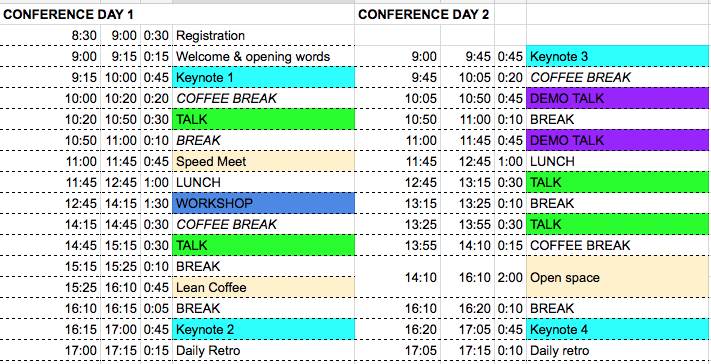 CONFERENCE DAY 1 CONFERENCE DAY 2
8:30 9:00 0:30 Registration
9:00 9:15 0:15 Welcome & opening words 9:00 9:45 0:45 Keynote 3
9:15 10:00 0:45 Keynote 1 9:45 10:05 0:20 COFFEE BREAK
10:00 10:20 0:20 COFFEE BREAK 10:05 10:50 0:45 DEMO TALK
10:20 10:50 0:30 TALK 10:50 11:00 0:10 BREAK
10:50 11:00 0:10 BREAK 11:00 11:45 0:45 DEMO TALK
11:00 11:45 0:45 Speed Meet 11:45 12:45 1:00 LUNCH
11:45 12:45 1:00 LUNCH 12:45 13:15 0:30 TALK
12:45 14:15 1:30 WORKSHOP 13:15 13:25 0:10 BREAK
14:15 14:45 0:30 COFFEE BREAK 13:25 13:55 0:30 TALK
14:45 15:15 0:30 TALK 13:55 14:10 0:15 COFFEE BREAK
15:15 15:25 0:10 BREAK 14:10 16:10 2:00 Open space
15:25 16:10 0:45 Lean Coffee
16:10 16:15 0:05 BREAK 16:10 16:20 0:10 BREAK
16:15 17:00 0:45 Keynote 2 16:20 17:05 0:45 Keynote 4
17:00 17:15 0:15 Daily Retro 17:05 17:15 0:10 Daily retro